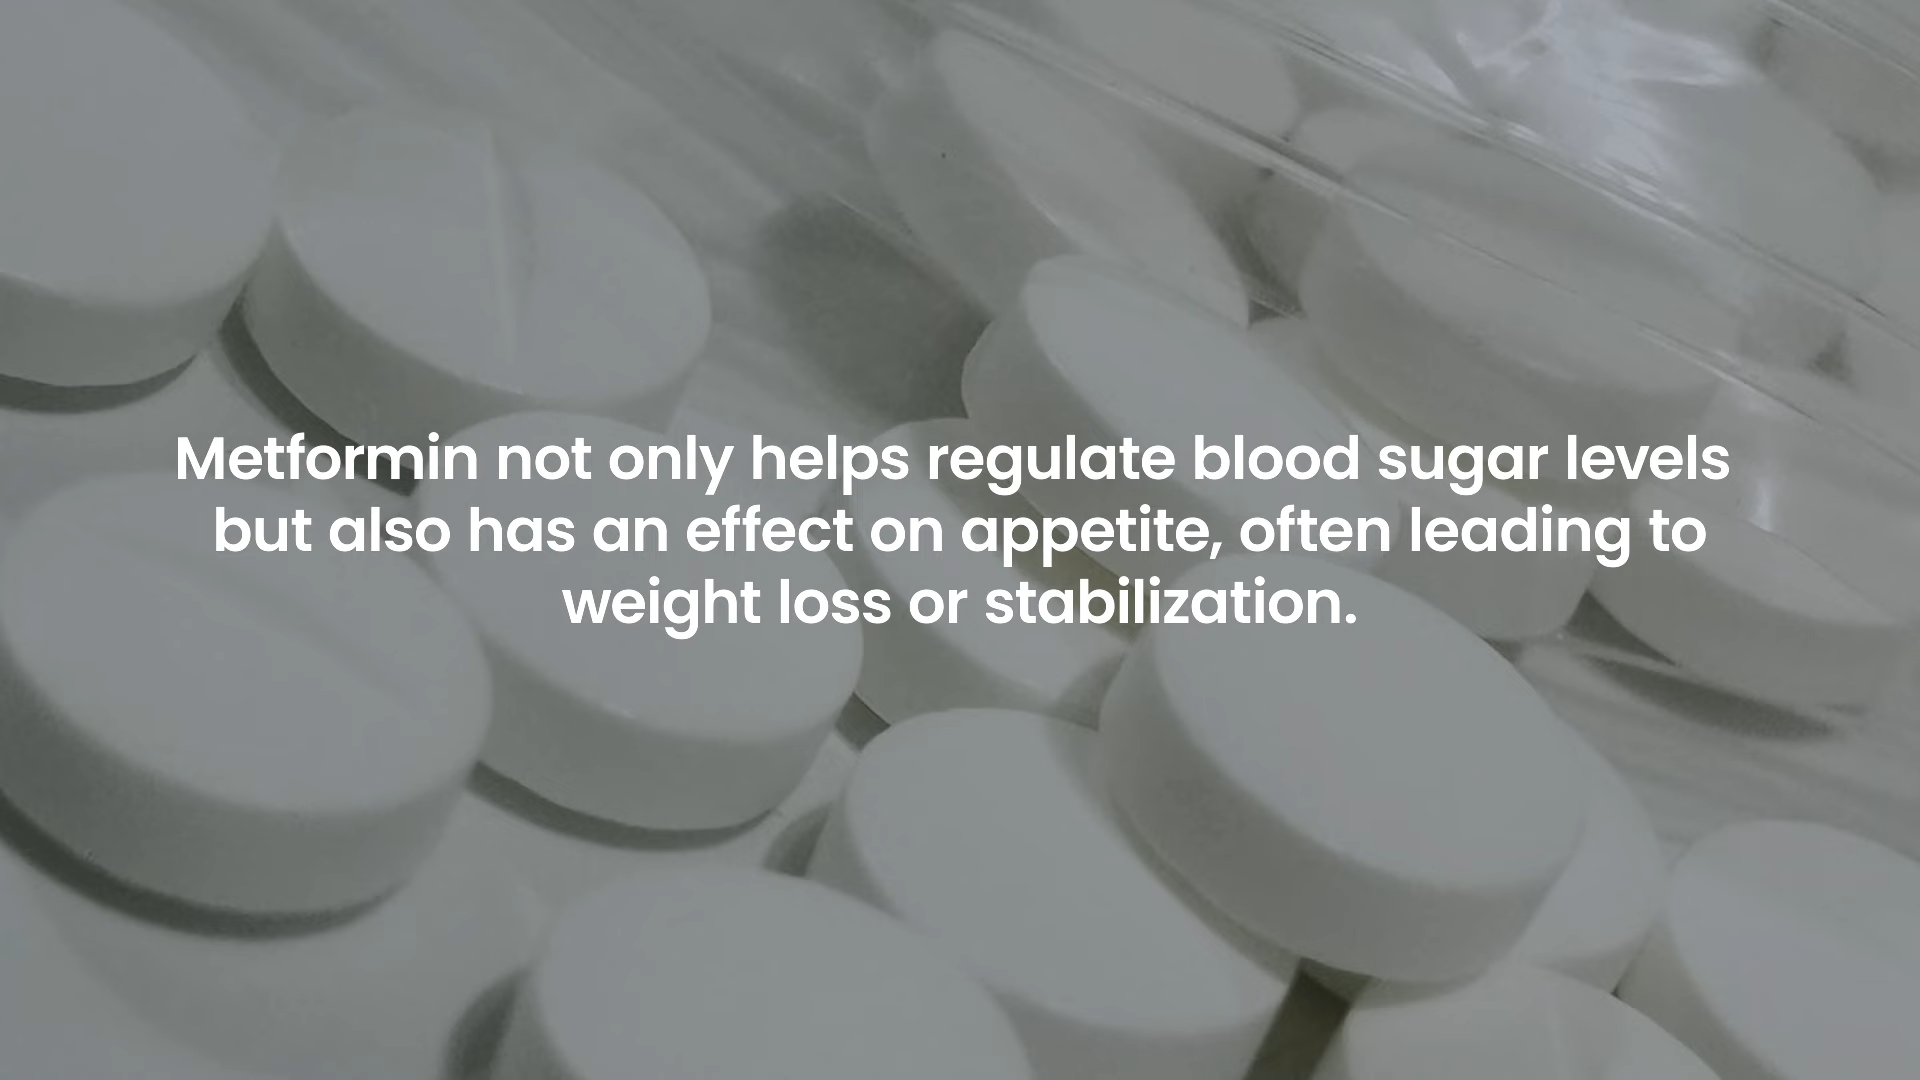 Metformin not only helps regulate blood sugar levels
but also has an effect on appetite, often leading to
weight loss or stabilization.